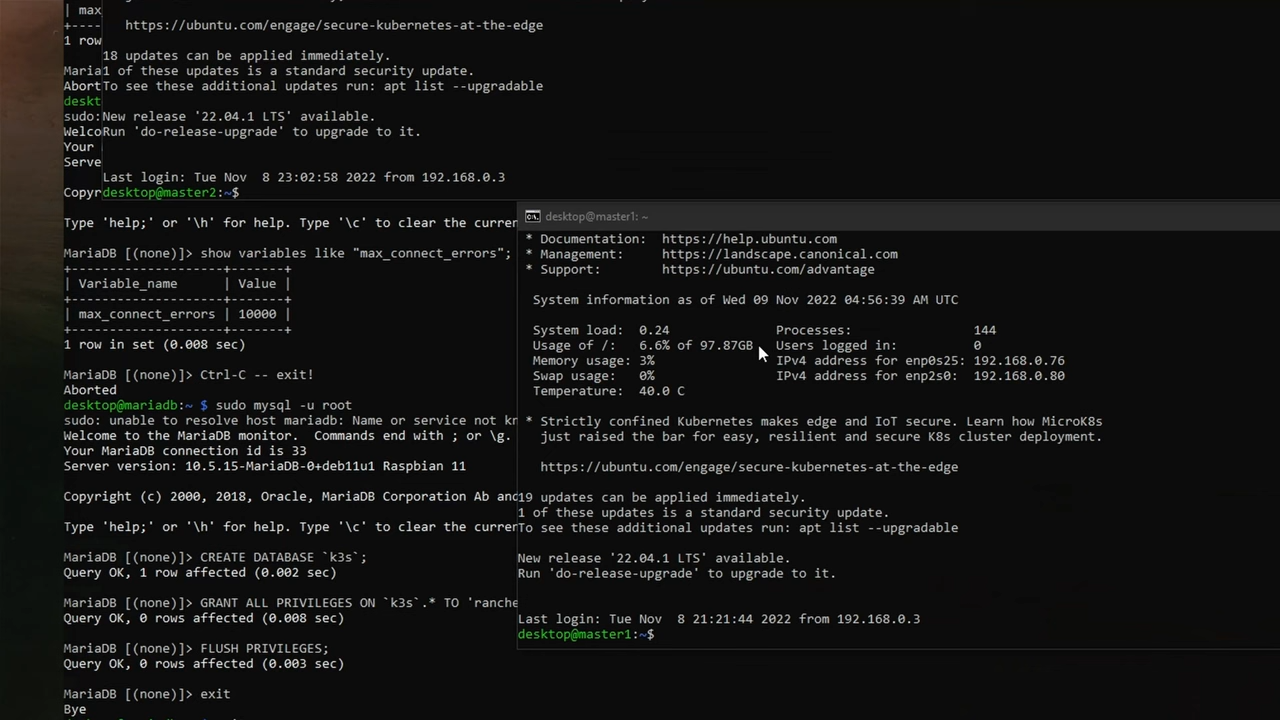 | max
https://ubuntu.com/engage/secure-kubernetes-at-the-edge
+----
1 row
18 updates can be applied immediately.
Maria
1 of these updates is a standard security update.
Abort
To see these additional updates run: apt list --upgradable
deskt
sudo:
New release '22.04.1 LTS' available.
Welco
Run 'do-release-upgrade' to upgrade to it.
Your
Serve
Last login: Tue Nov  8 23:02:58 2022 from 192.168.0.3
Copyr
desktop@master2:~$
Type 'help;' or '\h' for help. Type '\c' to clear the curren
MariaDB [(none)]> show variables like "max_connect_errors";
+--------------------+-------+
| Variable_name      | Value |
+--------------------+-------+
| max_connect_errors | 10000 |
+--------------------+-------+
1 row in set (0.008 sec)
MariaDB [(none)]> Ctrl-C -- exit!
Aborted
desktop@mariadb:~ $ sudo mysql -u root
sudo: unable to resolve host mariadb: Name or service not kn
Welcome to the MariaDB monitor.  Commands end with ; or \g.
Your MariaDB connection id is 33
Server version: 10.5.15-MariaDB-0+deb11u1 Raspbian 11
Copyright (c) 2000, 2018, Oracle, MariaDB Corporation Ab and
Type 'help;' or '\h' for help. Type '\c' to clear the curren
MariaDB [(none)]> CREATE DATABASE `k3s`;
Query OK, 1 row affected (0.002 sec)
MariaDB [(none)]> GRANT ALL PRIVILEGES ON `k3s`.* TO 'ranche
Query OK, 0 rows affected (0.008 sec)
MariaDB [(none)]> FLUSH PRIVILEGES;
Query OK, 0 rows affected (0.003 sec)
MariaDB [(none)]> exit
Bye
desktop@master1: ~
* Documentation:  https://help.ubuntu.com
* Management:     https://landscape.canonical.com
* Support:        https://ubuntu.com/advantage
System information as of Wed 09 Nov 2022 04:56:39 AM UTC
System load:  0.24               Processes:                144
Usage of /:   6.6% of 97.87GB    Users logged in:          0
Memory usage: 3%                 IPv4 address for enp0s25: 192.168.0.76
Swap usage:   0%                 IPv4 address for enp2s0:  192.168.0.80
Temperature:  40.0 C
* Strictly confined Kubernetes makes edge and IoT secure. Learn how MicroK8s
just raised the bar for easy, resilient and secure K8s cluster deployment.
https://ubuntu.com/engage/secure-kubernetes-at-the-edge
19 updates can be applied immediately.
1 of these updates is a standard security update.
To see these additional updates run: apt list --upgradable
New release '22.04.1 LTS' available.
Run 'do-release-upgrade' to upgrade to it.
Last login: Tue Nov  8 21:21:44 2022 from 192.168.0.3
desktop@master1:~$